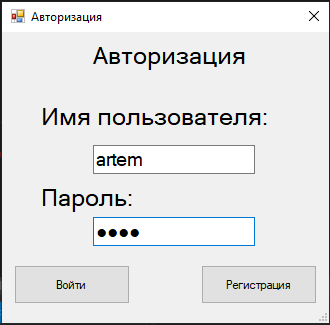 Авторизация
Авторизация
Имя пользователя:
artem
Пароль:
●●●●
Войти
Регистрация